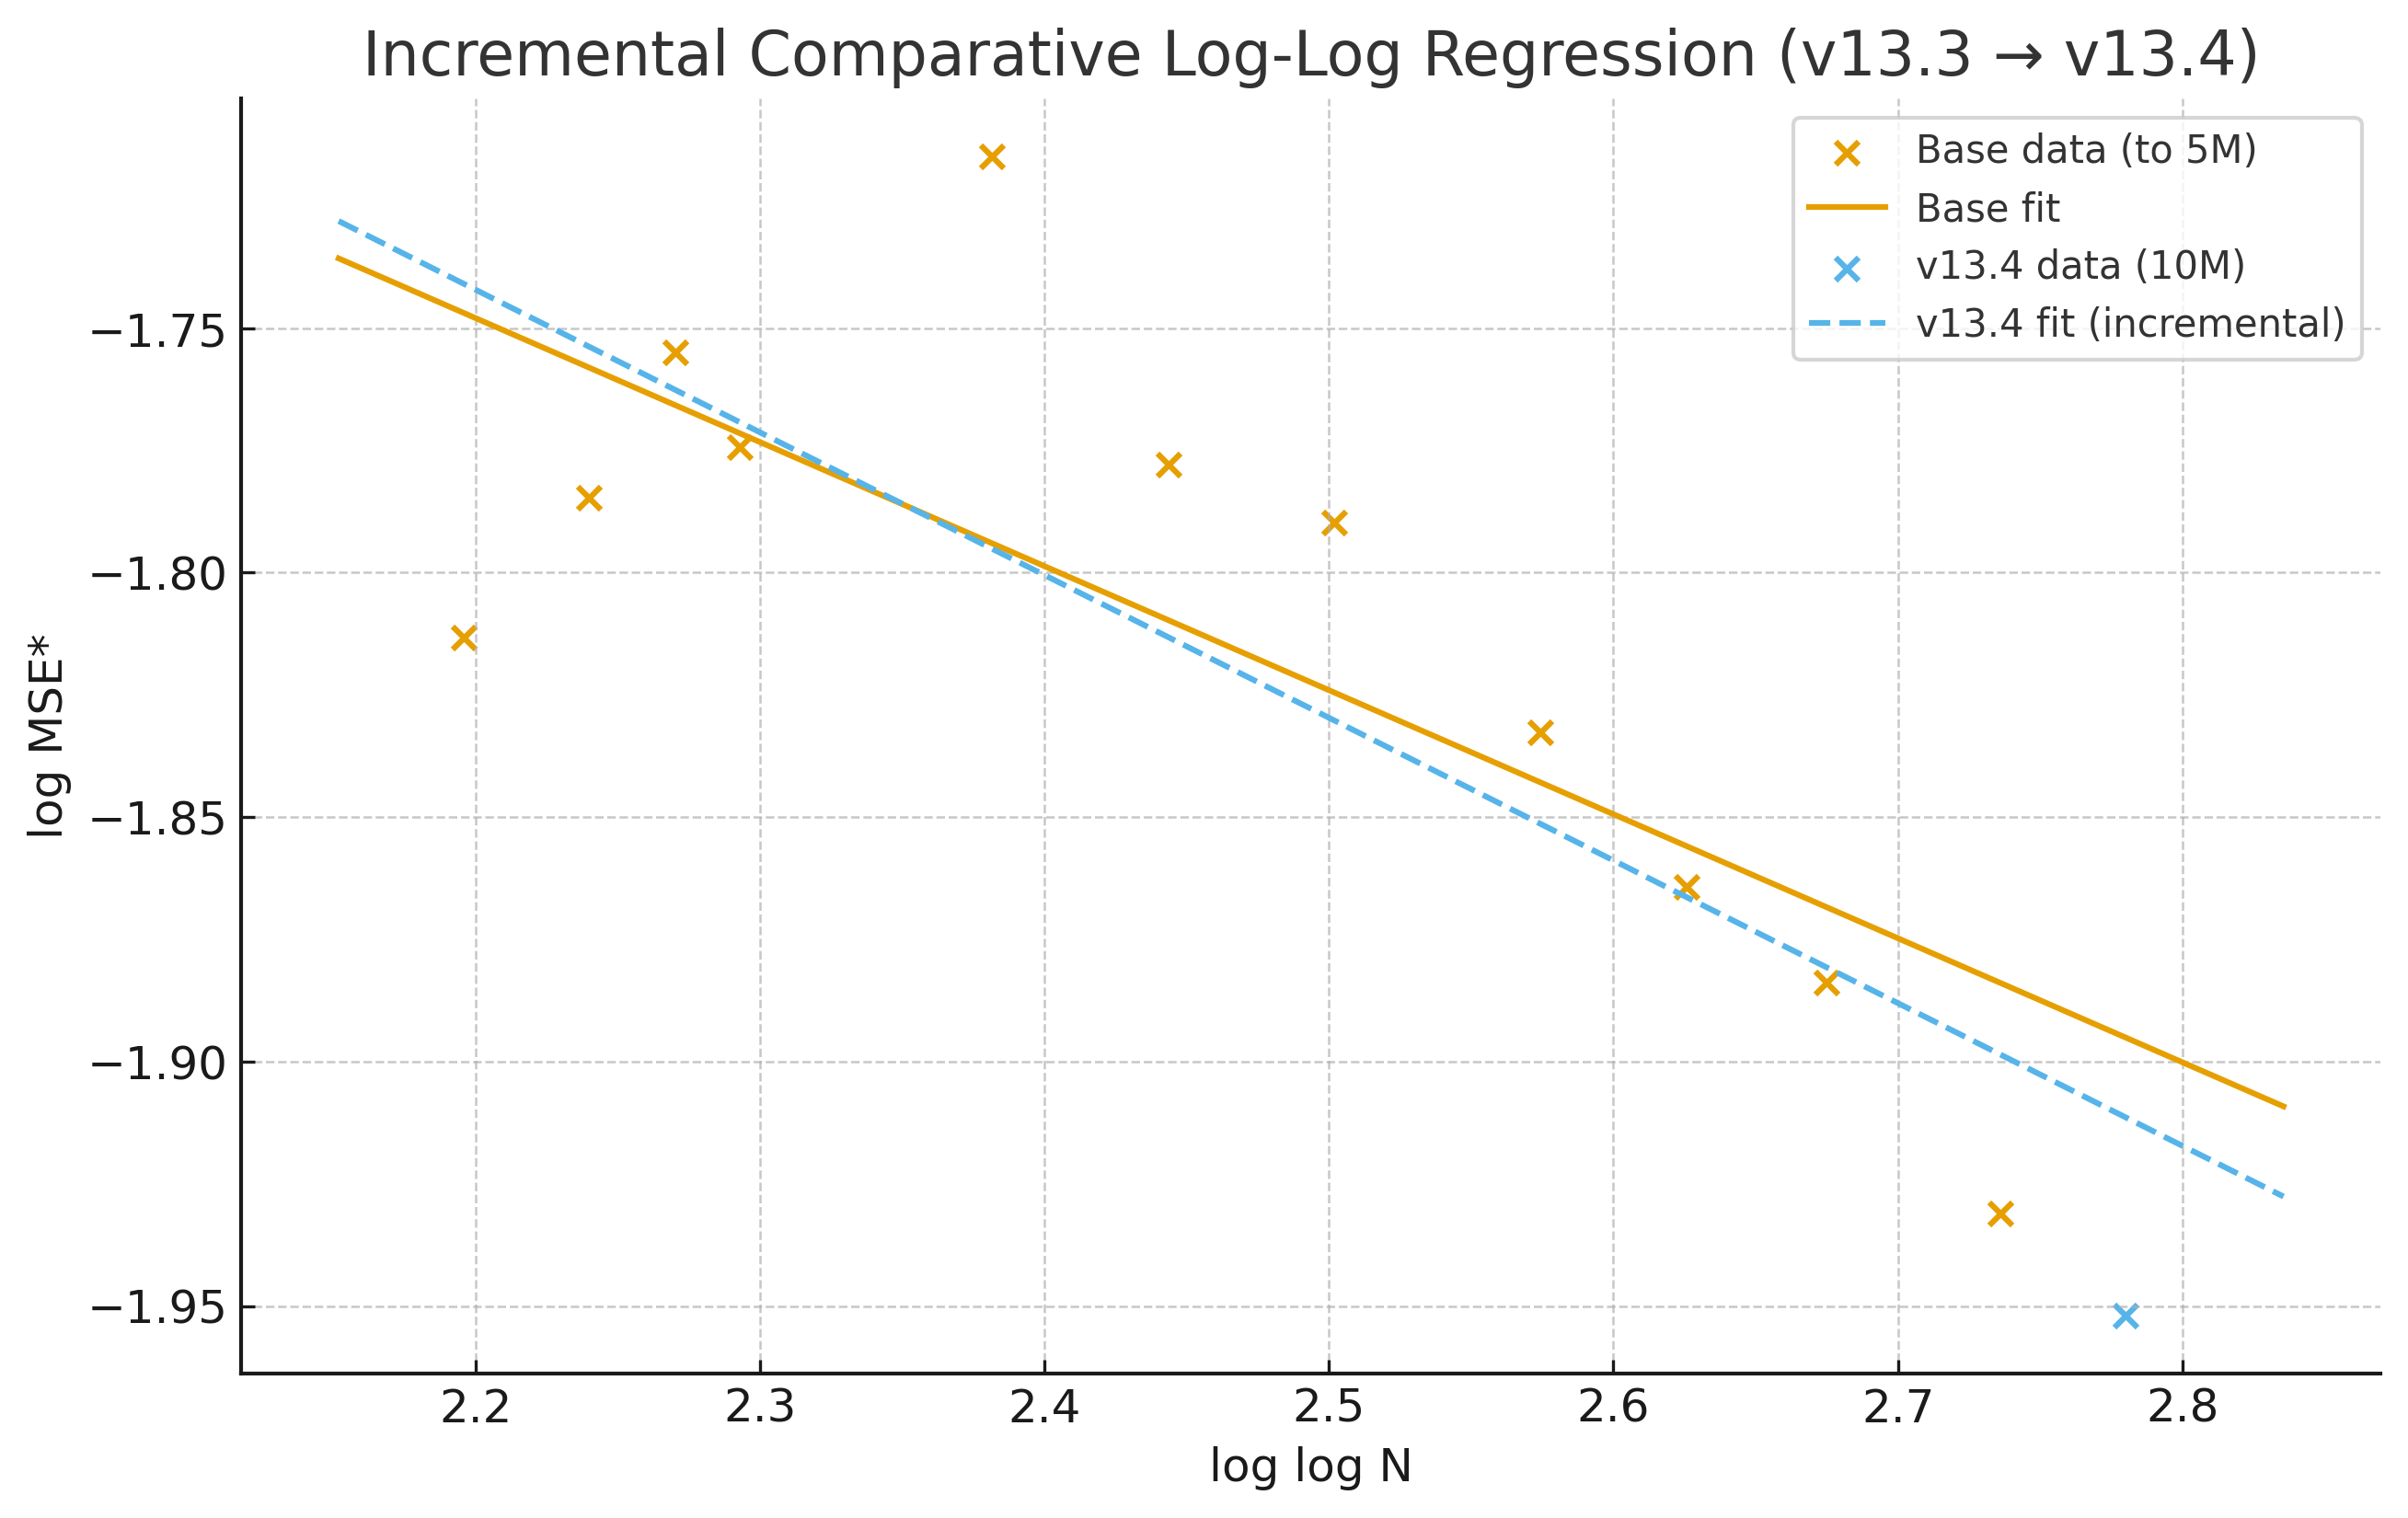 Incremental Comparative Log-Log Regression (v13.3 → v13.4)
Base data (to 5M)
Base fit
v13.4 data (10M)
v13.4 fit (incremental)
log MSE*
−1.75
−1.80
−1.85
−1.90
−1.95
2.2 2.3 2.4 2.5 2.6 2.7 2.8
log log N